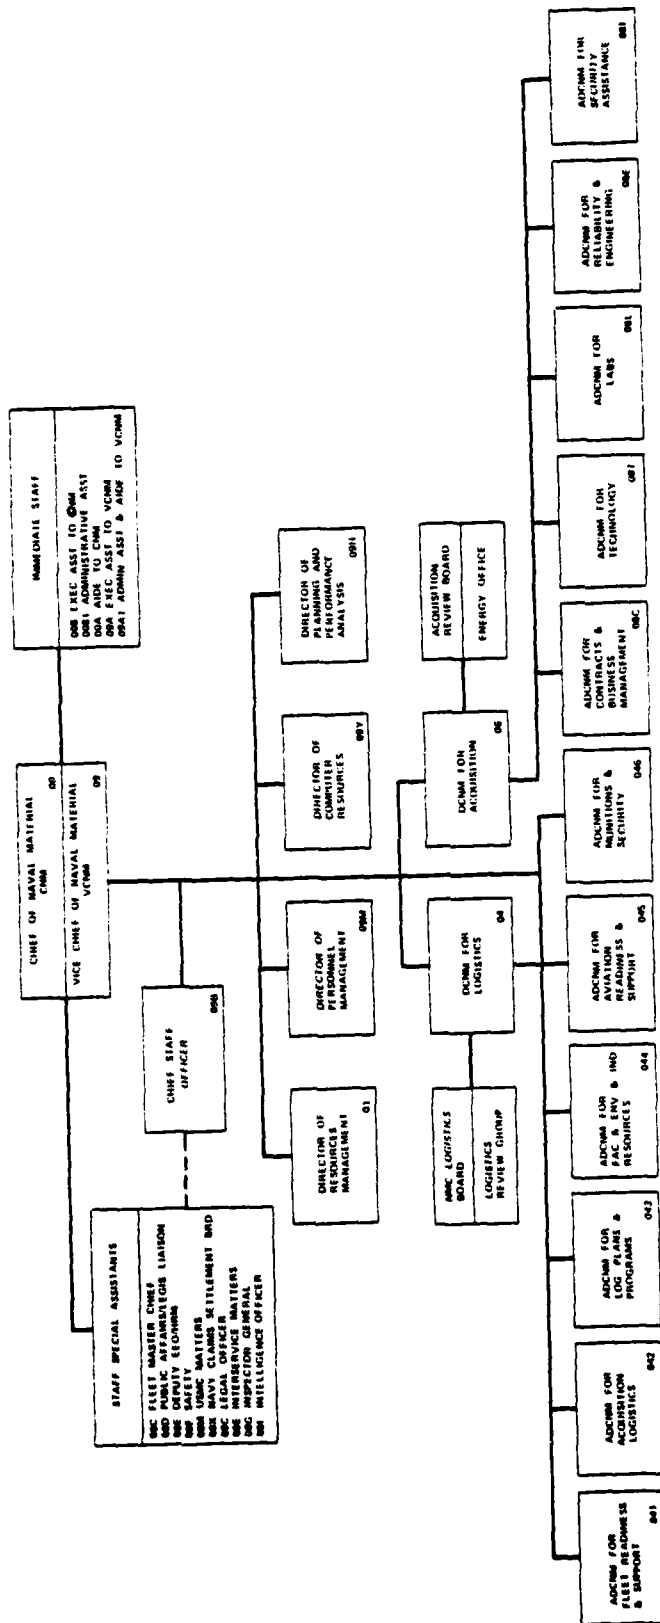 CHIEF OF NAVAL MATERIAL
CNM
00
VICE CHIEF OF NAVAL MATERIAL
VCNM
09
IMMEDIATE STAFF
00B EXEC ASST TO CNM
00B1 ADMINISTRATIVE ASST
00A AIDE TO CNM
09A EXEC ASST TO VCNM
09A1 ADMIN ASST & AIDE TO VCNM
STAFF SPECIAL ASSISTANTS
FLEET MASTER CHIEF
PUBLIC AFFAIRS/LEGIS LIAISON
DEPUTY EEO/HRM
SAFETY
USMC MATTERS
NAVY CLAIMS SETTLEMENT BRD
LEGAL OFFICER
INTERSERVICE MATTERS
INSPECTOR GENERAL
INTELLIGENCE OFFICER
CHIEF STAFF
OFFICER
09B
DIRECTOR OF
RESOURCES
MANAGEMENT
01
DIRECTOR OF
PERSONNEL
MANAGEMENT
DIRECTOR OF
COMPUTER
RESOURCES
DIRECTOR OF
PLANNING AND
PERFORMANCE
ANALYSIS
NMC LOGISTICS
BOARD
LOGISTICS
REVIEW GROUP
DCNM FOR
LOGISTICS
04
DCNM FOR
ACQUISITION
06
ACQUISITION
REVIEW BOARD
ENERGY OFFICE
ADCNM FOR
FLEET READINESS
& SUPPORT
041
ADCNM FOR
ACQUISITION
LOGISTICS
042
ADCNM FOR
LOG PLANS &
PROGRAMS
043
ADCNM FOR
FAC & ENV & IND
RESOURCES
044
ADCNM FOR
AVIATION
READINESS &
SUPPORT
045
ADCNM FOR
MUNITIONS &
SECURITY
046
ADCNM FOR
CONTRACTS &
BUSINESS
MANAGEMENT
ADCNM FOR
TECHNOLOGY
ADCNM FOR
LABS
ADCNM FOR
RELIABILITY &
ENGINEERING
ADCNM FOR
SECURITY
ASSISTANCE